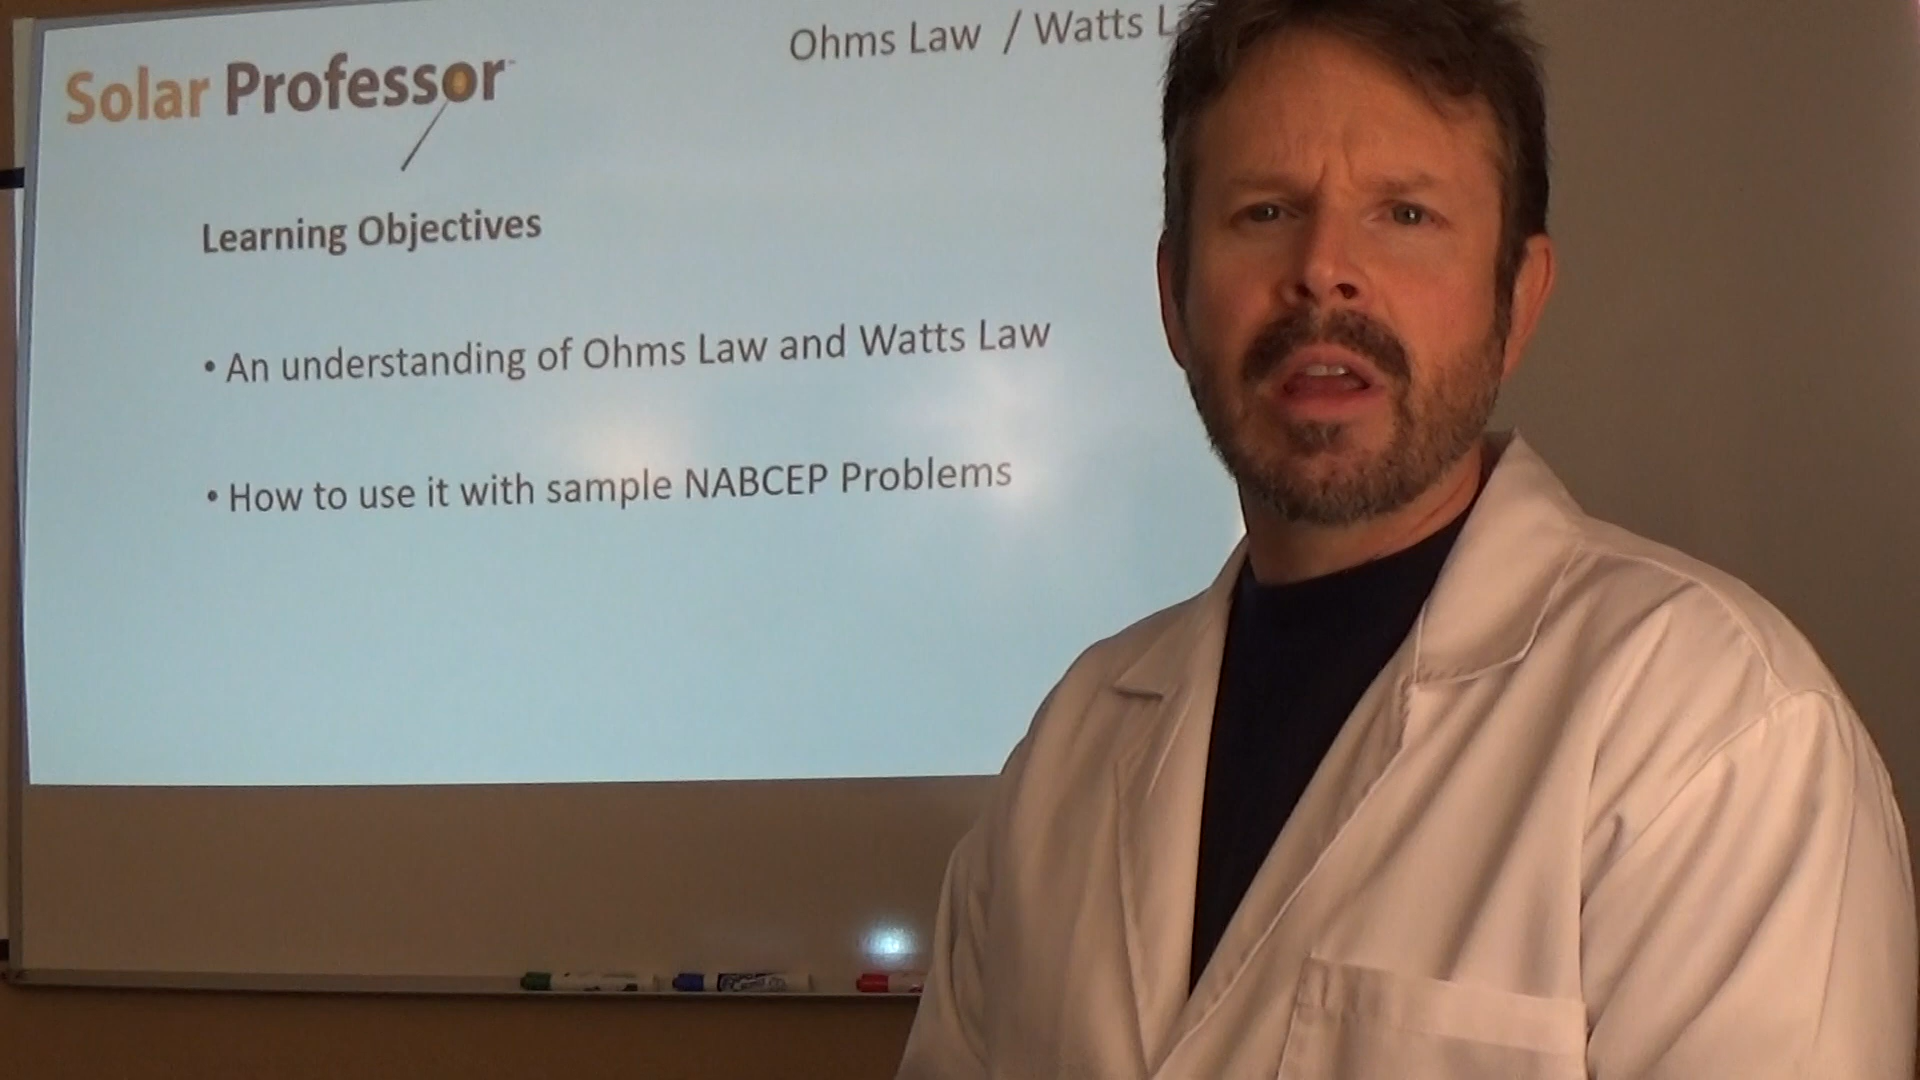 Ohms Law / Watts
Solar Professor
Learning Objectives
• An understanding of Ohms Law and Watts Law
• How to use it with sample NABCEP Problems